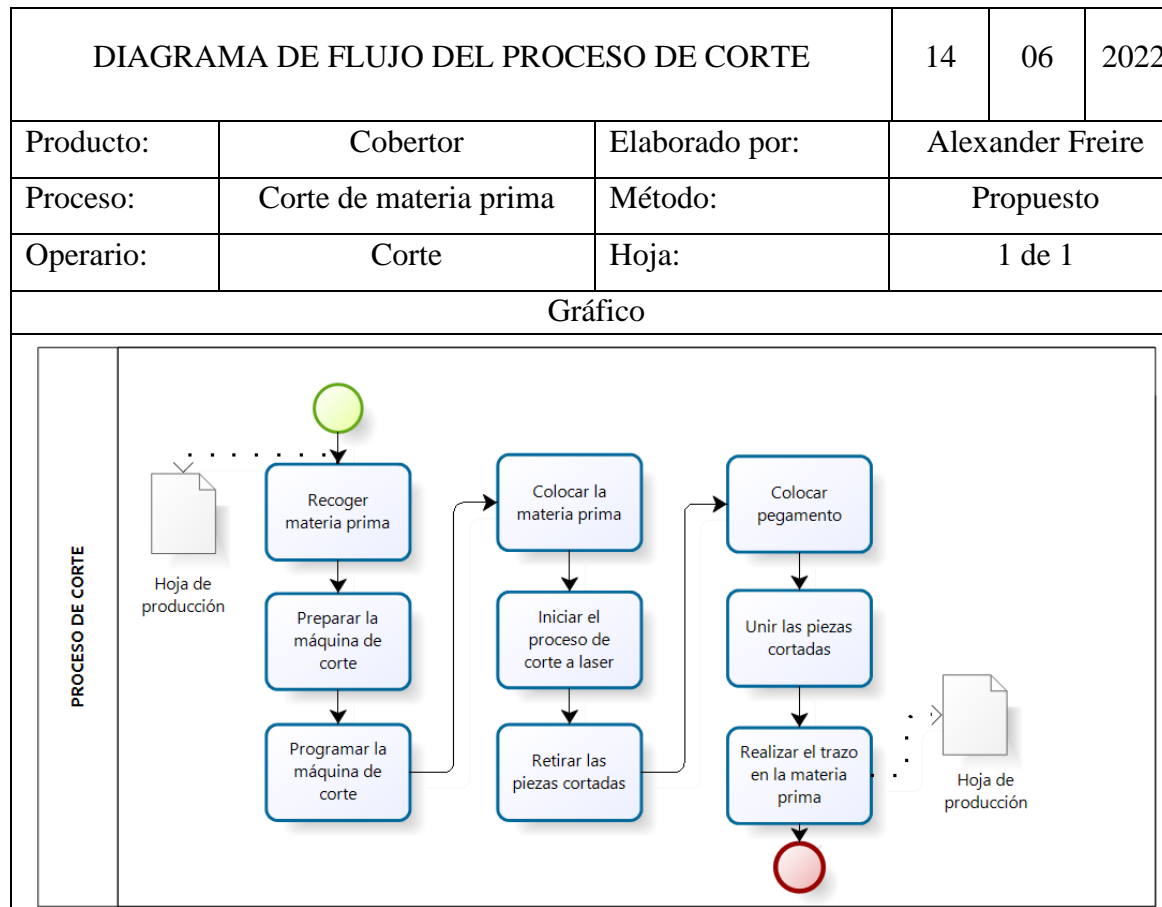 DIAGRAMA DE FLUJO DEL PROCESO DE CORTE 14 06 2022
Producto: Cobertor Elaborado por: Alexander Freire
Proceso: Corte de materia prima Método: Propuesto
Operario: Corte Hoja: 1 de 1
Gráfico
PROCESO DE CORTE
Hoja de
producción
Recoger
materia prima
Preparar la
máquina de
corte
Programar la
máquina de
corte
Colocar la
materia prima
Iniciar el
proceso de
corte a laser
Retirar las
piezas cortadas
Colocar
pegamento
Unir las piezas
cortadas
Realizar el trazo
en la materia
prima
Hoja de
producción